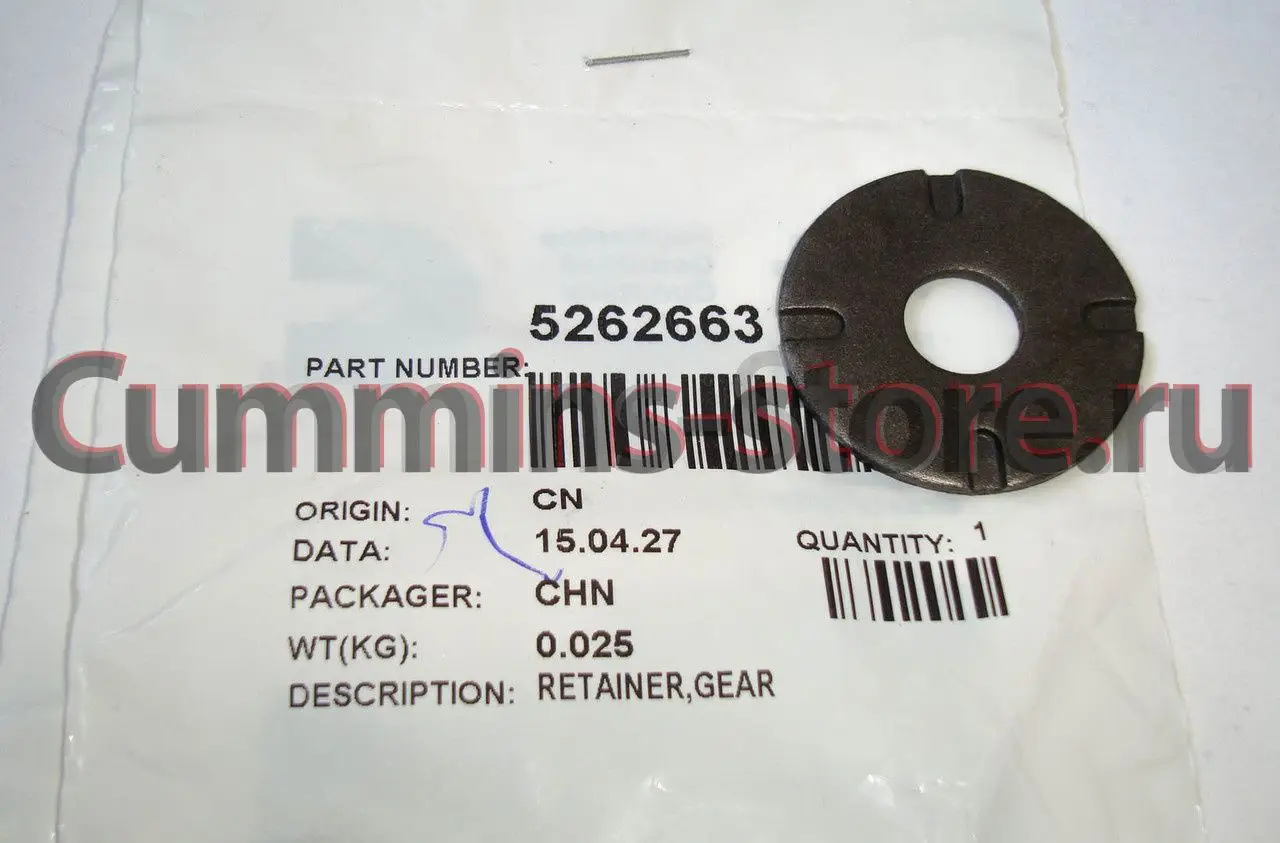 5262663
PART NUMBER:
Cummins-Store.ru
ORIGIN: CN
DATA: 15.04.27
QUANTITY: 1
PACKAGER: CHN
WT(KG): 0.025
DESCRIPTION: RETAINER,GEAR